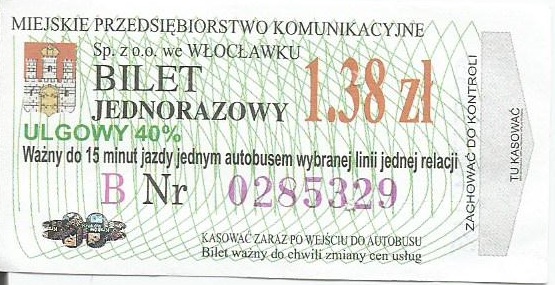 MIEJSKIE PRZEDSIĘBIORSTWO KOMUNIKACYJNE
Sp. z o.o. we WŁOCŁAWKU
BILET
JEDNORAZOWY
1.38 zł
ULGOWY 40%
Ważny do 15 minut jazdy jednym autobusem wybranej linii jednej relacji
B Nr 0285329
KASOWAĆ ZARAZ PO WEJŚCIU DO AUTOBUSU
Bilet ważny do chwili zmiany cen usług
ZACHOWAĆ DO KONTROLI
TU KASOWAĆ